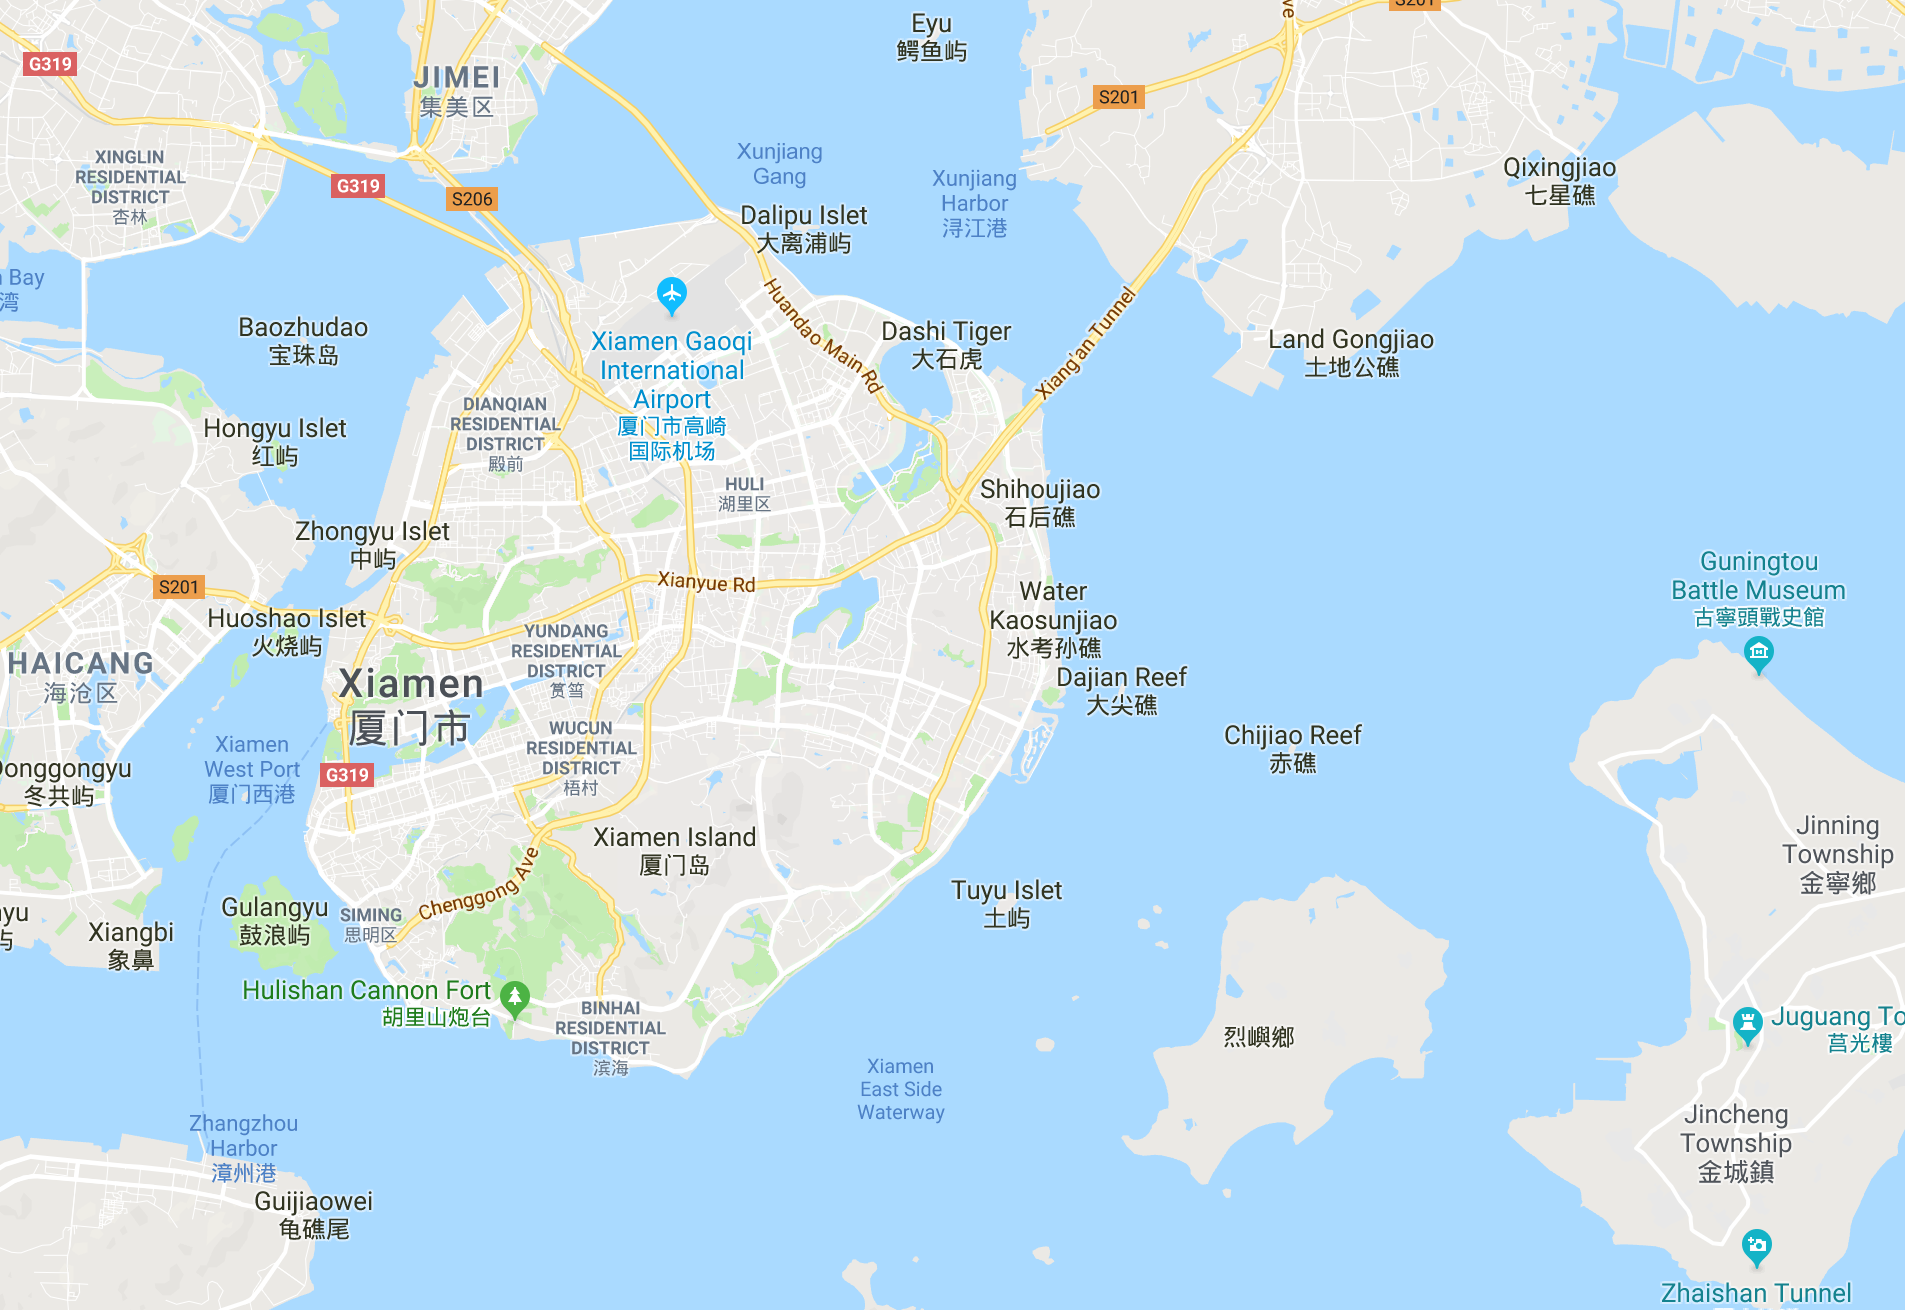 Eyu
鳄鱼屿
S201
G319
JIMEI
集美区
S201
XINGLIN
RESIDENTIAL
DISTRICT
杏林
G319
S206
Xunjiang
Gang
Xunjiang
Harbor
浔江港
Qixingjiao
七星礁
Dalipu Islet
大离浦屿
Bay
湾
Baozhudao
宝珠岛
Xiamen Gaoqi
International
Airport
厦门市高崎
国际机场
Huandao Main Rd
Dashi Tiger
大石虎
Xiang'an Tunnel
Land Gongjiao
土地公礁
DIANQIAN
RESIDENTIAL
DISTRICT
殿前
Hongyu Islet
红屿
HULI
湖里区
Shihoujiao
石后礁
Zhongyu Islet
中屿
S201
Xianyue Rd
Water
Kaosunjiao
水考孙礁
Guningtou
Battle Museum
古寧頭戰史館
Huoshao Islet
火烧屿
HAICANG
海沧区
YUNDANG
RESIDENTIAL
DISTRICT
筼筜
Xiamen
厦门市
Dajian Reef
大尖礁
Chijiao Reef
赤礁
WUCUN
RESIDENTIAL
DISTRICT
梧村
Xiamen
West Port
厦门西港
G319
Donggongyu
冬共屿
Xiamen Island
厦门岛
Jinning
Township
金寧鄉
Chenggong Ave
Tuyu Islet
土屿
Gulangyu
鼓浪屿
SIMING
思明区
yu
屿
Xiangbi
象鼻
Hulishan Cannon Fort
胡里山炮台
BINHAI
RESIDENTIAL
DISTRICT
滨海
烈嶼鄉
Juguang To
莒光樓
Xiamen
East Side
Waterway
Zhangzhou
Harbor
漳州港
Jincheng
Township
金城鎮
Guijiaowei
龟礁尾
Zhaishan Tunnel